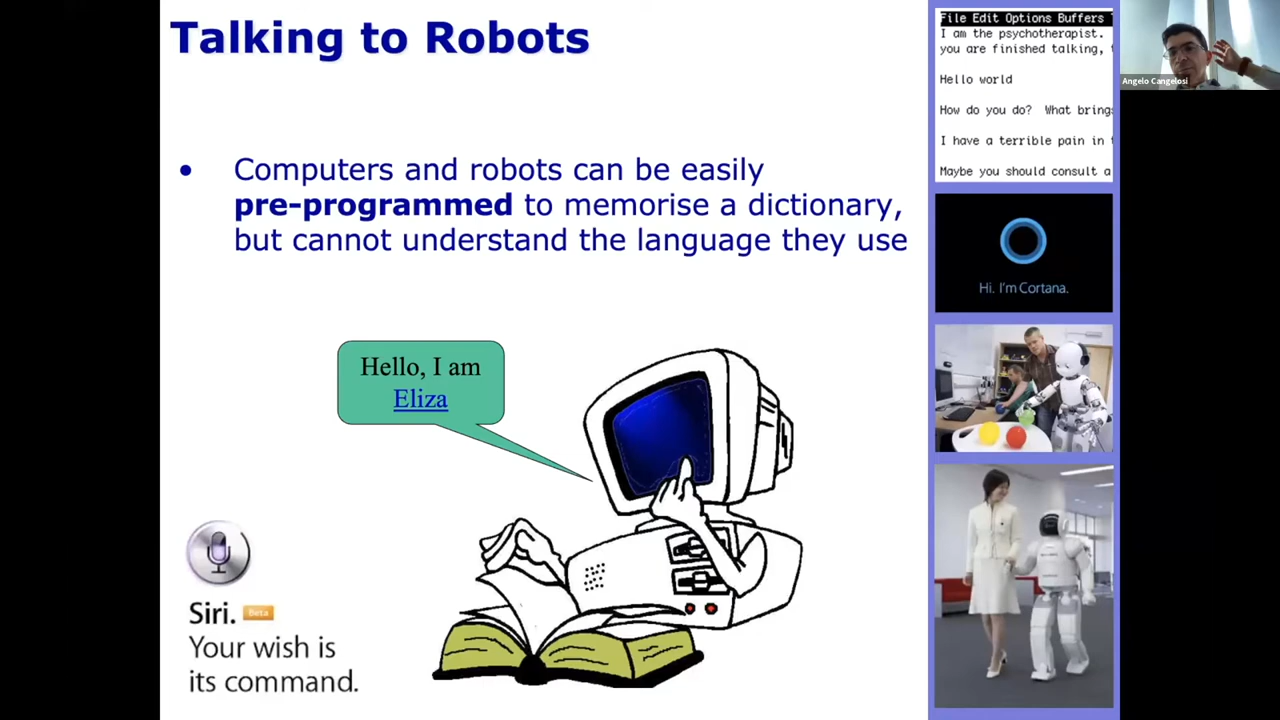 Talking to Robots
• Computers and robots can be easily
pre-programmed to memorise a dictionary,
but cannot understand the language they use
Hello, I am
Eliza
Siri. Beta
Your wish is
its command.
File Edit Options Buffers
I am the psychotherapist.
you are finished talking,
Hello world
How do you do? What brings
I have a terrible pain in
Maybe you should consult a
Hi. I'm Cortana.
Angelo Cangelosi